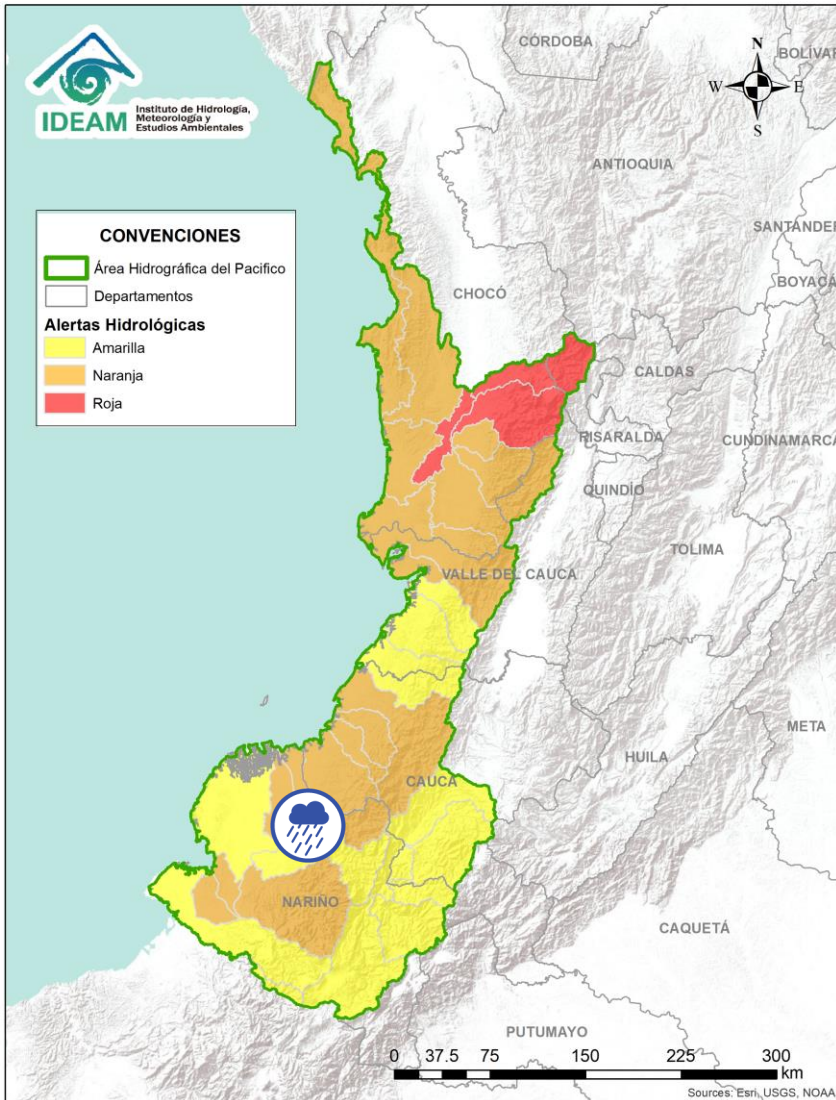 IDEAM
Instituto de Hidrología,
Meteorología y
Estudios Ambientales
N
W
E
S
CÓRDOBA
BOLÍVAR
ANTIOQUIA
SANTANDER
BOYACÁ
CHOCÓ
CALDAS
RISARALDA
CUNDINAMARCA
QUINDÍO
TOLIMA
VALLE DEL CAUCA
META
HUILA
CAUCA
NARIÑO
CAQUETÁ
PUTUMAYO
CONVENCIONES
Área Hidrográfica del Pacifico
Departamentos
Alertas Hidrológicas
Amarilla
Naranja
Roja
0 37.5 75 150 225 300
km
Sources: Esri, USGS, NOAA